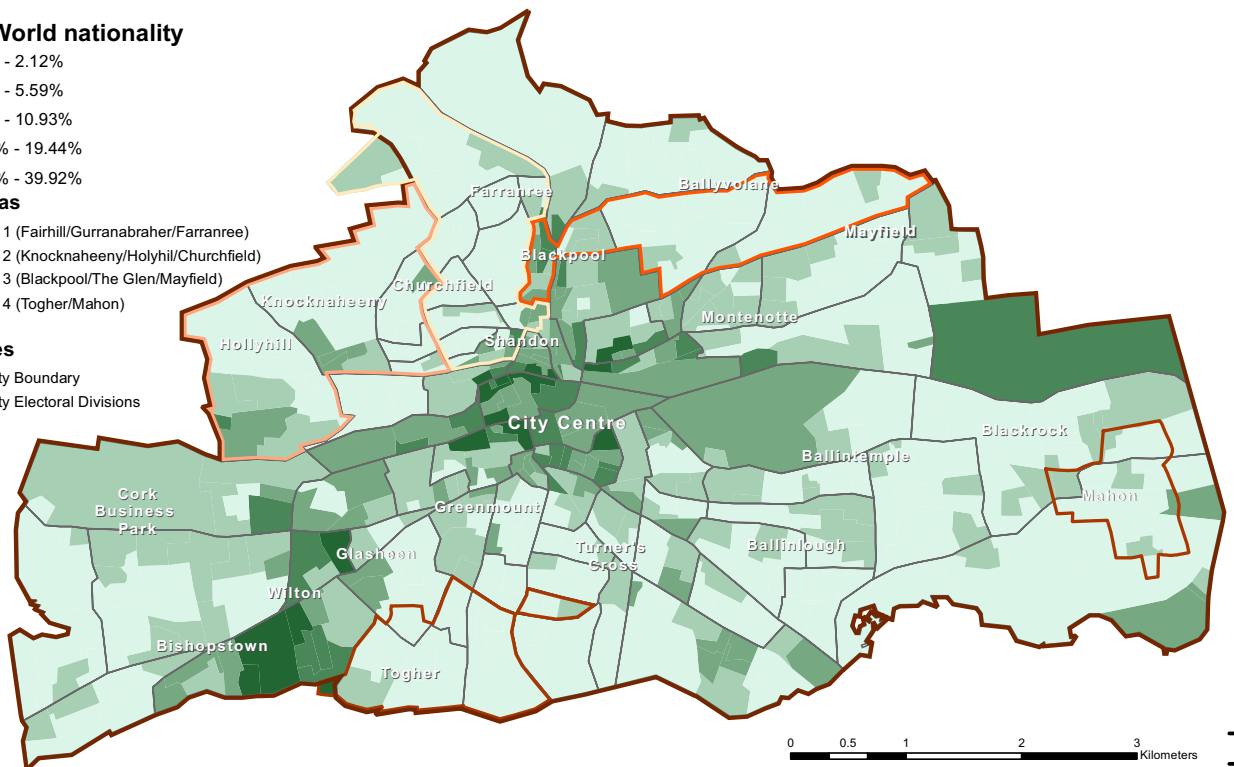 World nationality
- 2.12%
- 5.59%
- 10.93%
% - 19.44%
% - 39.92%
as
1 (Fairhill/Gurranabraher/Farranree)
2 (Knocknaheeny/Holyhil/Churchfield)
3 (Blackpool/The Glen/Mayfield)
4 (Togher/Mahon)
es
ty Boundary
ty Electoral Divisions
Farranree
Ballyvolane
Mayfield
Blackpool
Churchfield
Knocknaheeny
Montenotte
Hollyhill
Shandon
City Centre
Blackrock
Ballintemple
Cork
Business
Park
Mahon
Greenmount
Glasheen
Turner's
Cross
Ballinlough
Wilton
Bishopstown
Togher
0 0.5 1 2 3
Kilometers